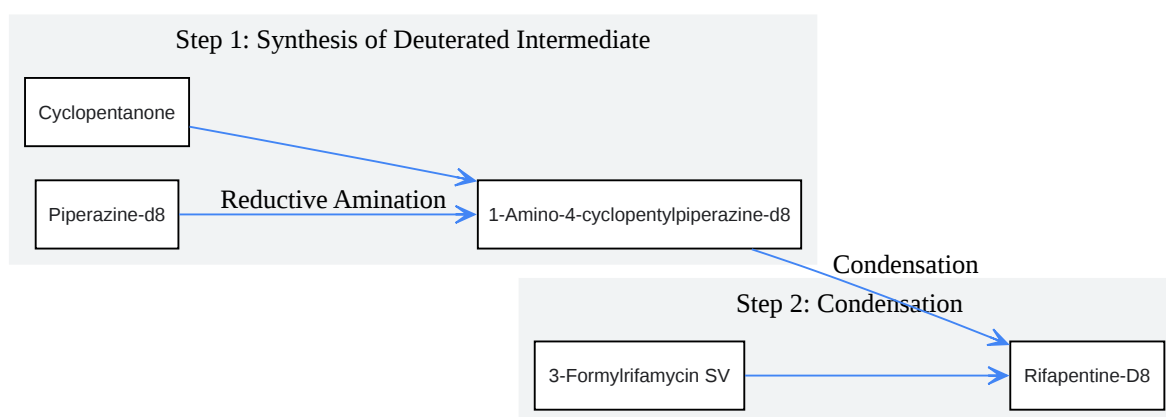 Step 1: Synthesis of Deuterated Intermediate
Cyclopentanone
Piperazine-d8
Reductive Amination
1-Amino-4-cyclopentylpiperazine-d8
Condensation
Step 2: Condensation
3-Formylrifamycin SV
Rifapentine-D8